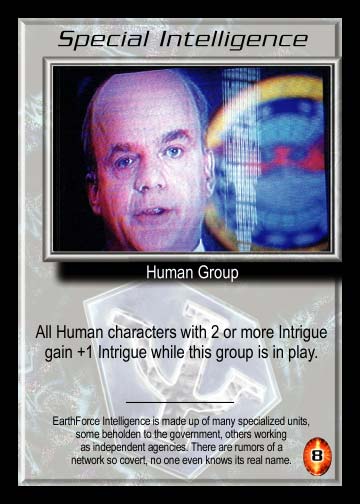 Special Intelligence
Human Group
All Human characters with 2 or more Intrigue
gain +1 Intrigue while this group is in play.
EarthForce Intelligence is made up of many specialized units,
some beholden to the government, others working
as independent agencies. There are rumors of a
network so covert, no one even knows its real name.
8